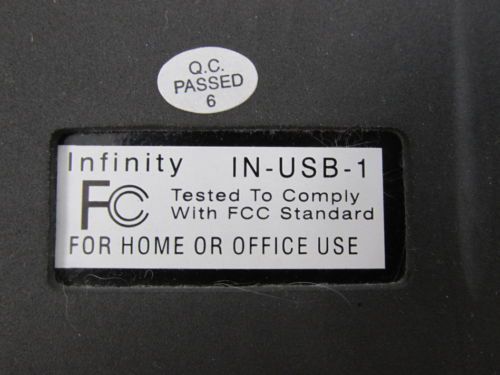 Q.C.
PASSED
6
Infinity IN-USB-1
FC Tested To Comply
With FCC Standard
FOR HOME OR OFFICE USE